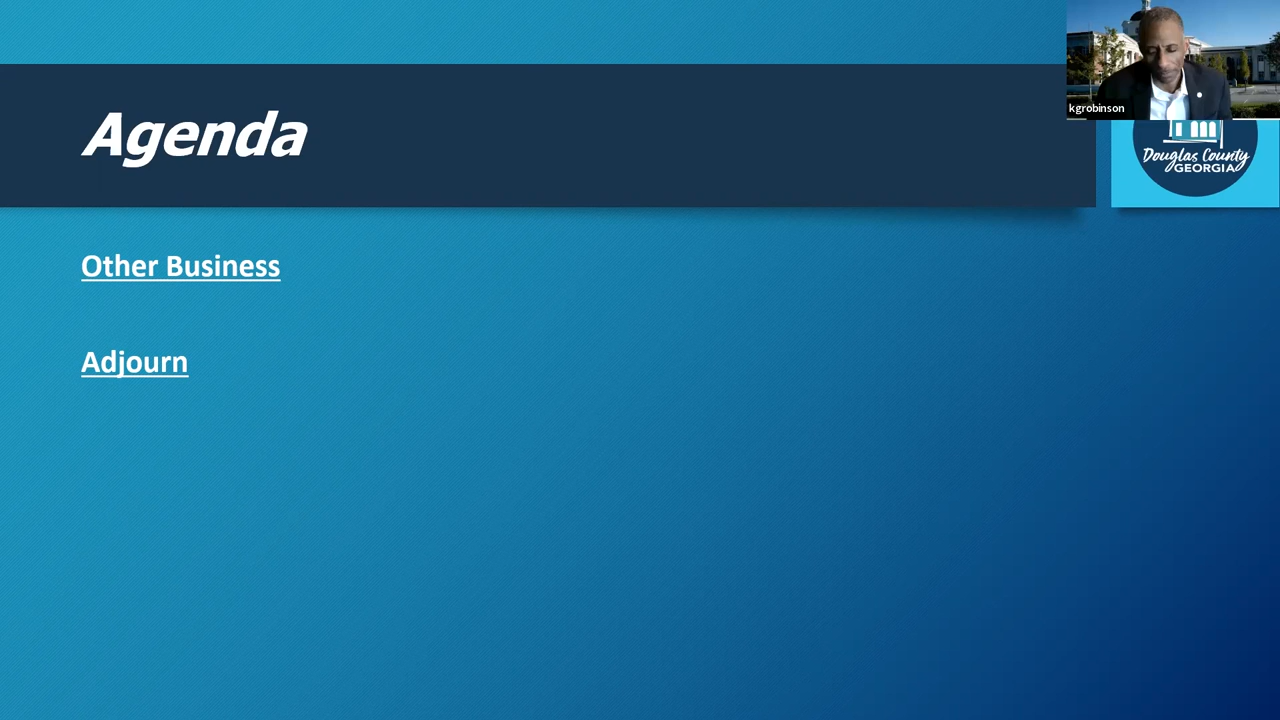 Agenda
kgrobinson
Douglas County
GEORGIA
Other Business
Adjourn